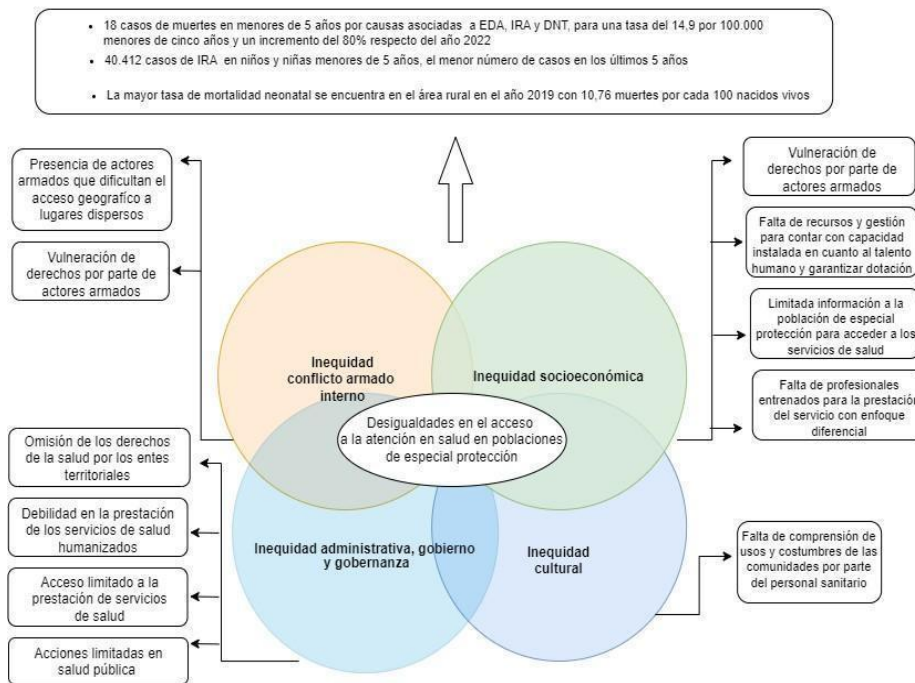 18 casos de muertes en menores de 5 años por causas asociadas a EDA, IRA y DNT, para una tasa del 14,9 por 100.000
menores de cinco años y un incremento del 80% respecto del año 2022
40.412 casos de IRA en niños y niñas menores de 5 años, el menor número de casos en los últimos 5 años
La mayor tasa de mortalidad neonatal se encuentra en el área rural en el año 2019 con 10,76 muertes por cada 100 nacidos vivos
Presencia de actores
armados que dificultan el
acceso geografíco a
lugares dispersos
Vulneración de
derechos por parte de
actores armados
Vulneración de
derechos por parte de
actores armados
Falta de recursos y gestión
para contar con capacidad
instalada en cuanto al talento
humano y garantizar dotación
Limitada información a la
población de especial
protección para acceder a los
servicios de salud
Falta de profesionales
entrenados para la prestación
del servicio con enfoque
diferencial
Inequidad
conflicto armado
interno
Inequidad socioeconómica
Desigualdades en el acceso
a la atención en salud en poblaciones
de especial protección
Omisión de los derechos
de la salud por los entes
territoriales
Debilidad en la prestación
de los servicios de salud
humanizados
Acceso limitado a la
prestación de servicios
de salud
Acciones limitadas en
salud pública
Inequidad administrativa, gobierno
y gobernanza
Inequidad
cultural
Falta de comprensión de
usos y costumbres de las
comunidades por parte
del personal sanitario